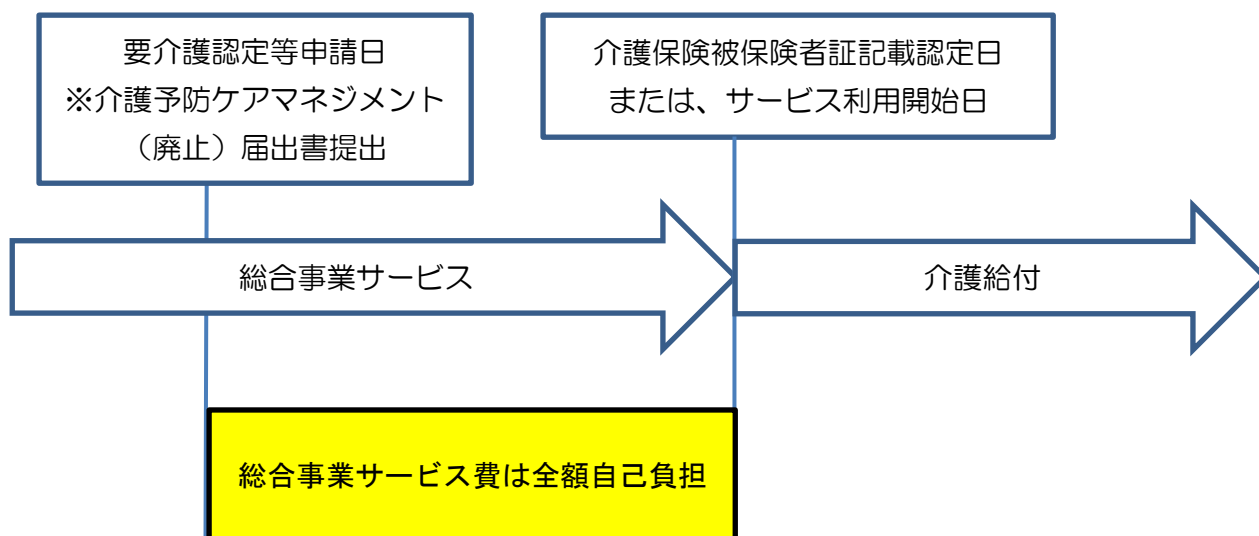 要介護認定等申請日
※介護予防ケアマネジメント
（廃止）届出書提出
介護保険被保険者証記載認定日
または、サービス利用開始日
総合事業サービス
介護給付
総合事業サービス費は全額自己負担